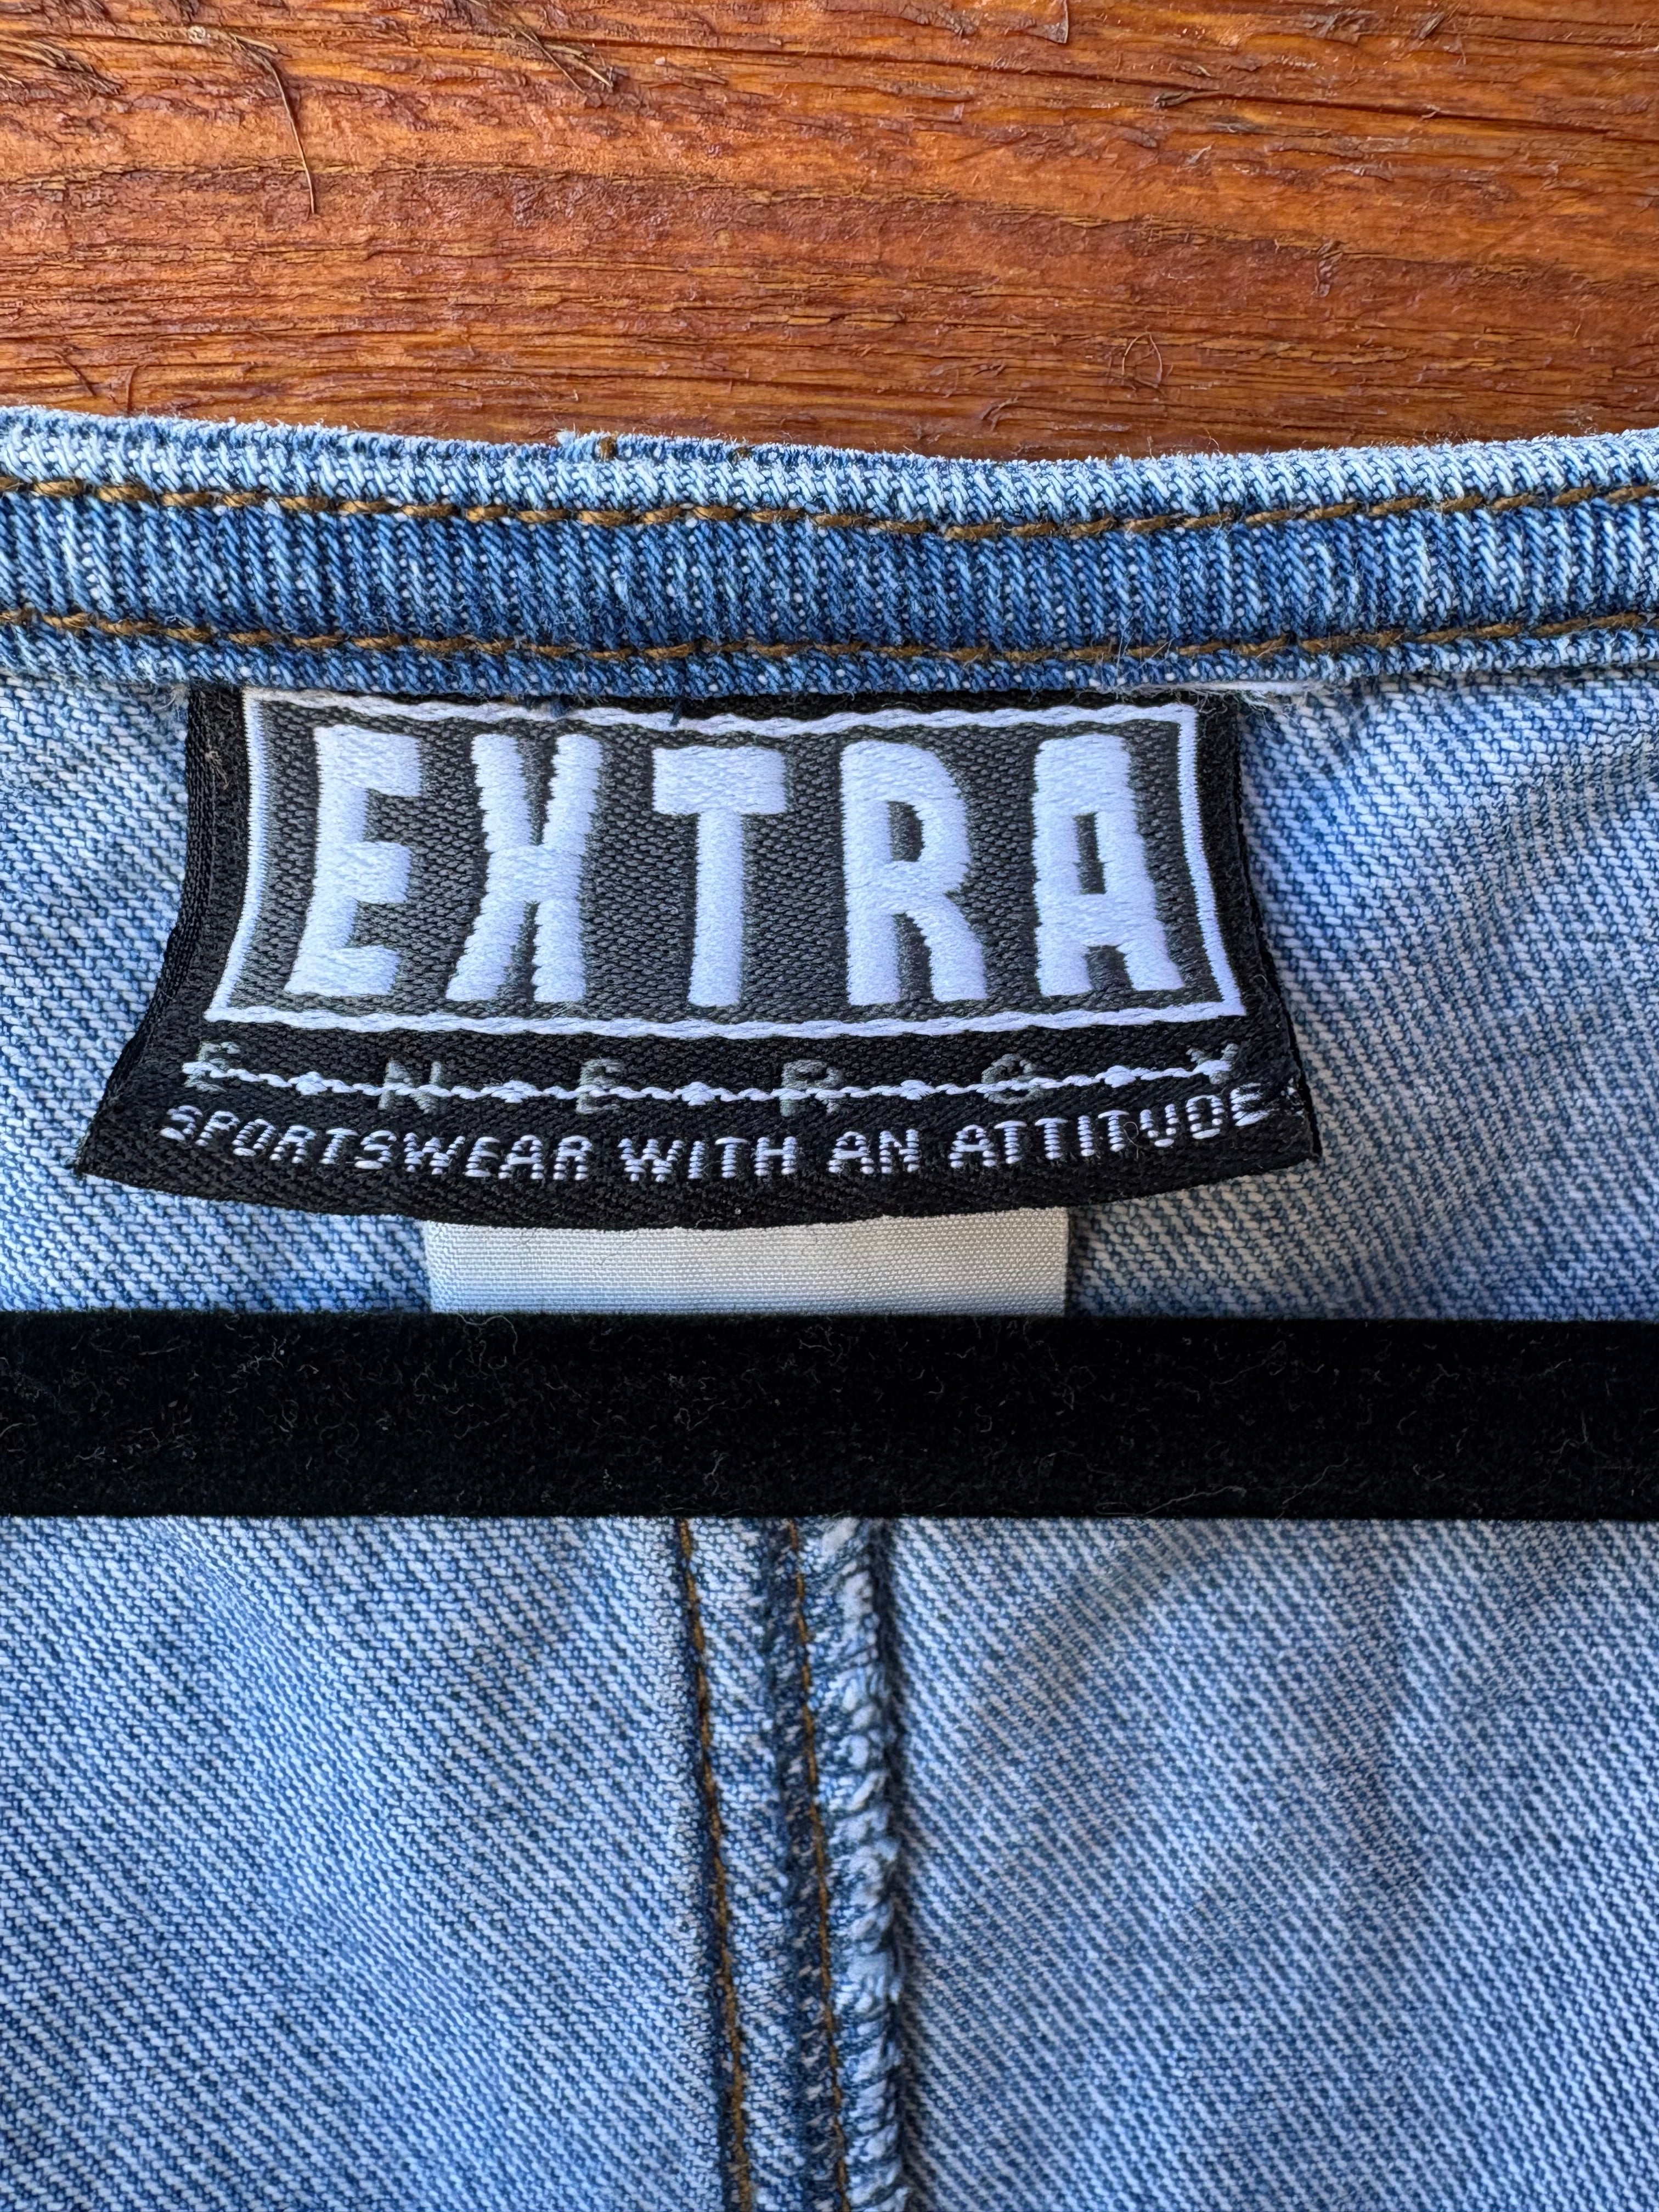 EXTRA
ENERGY
SPORTSWEAR WITH AN ATTITUDE